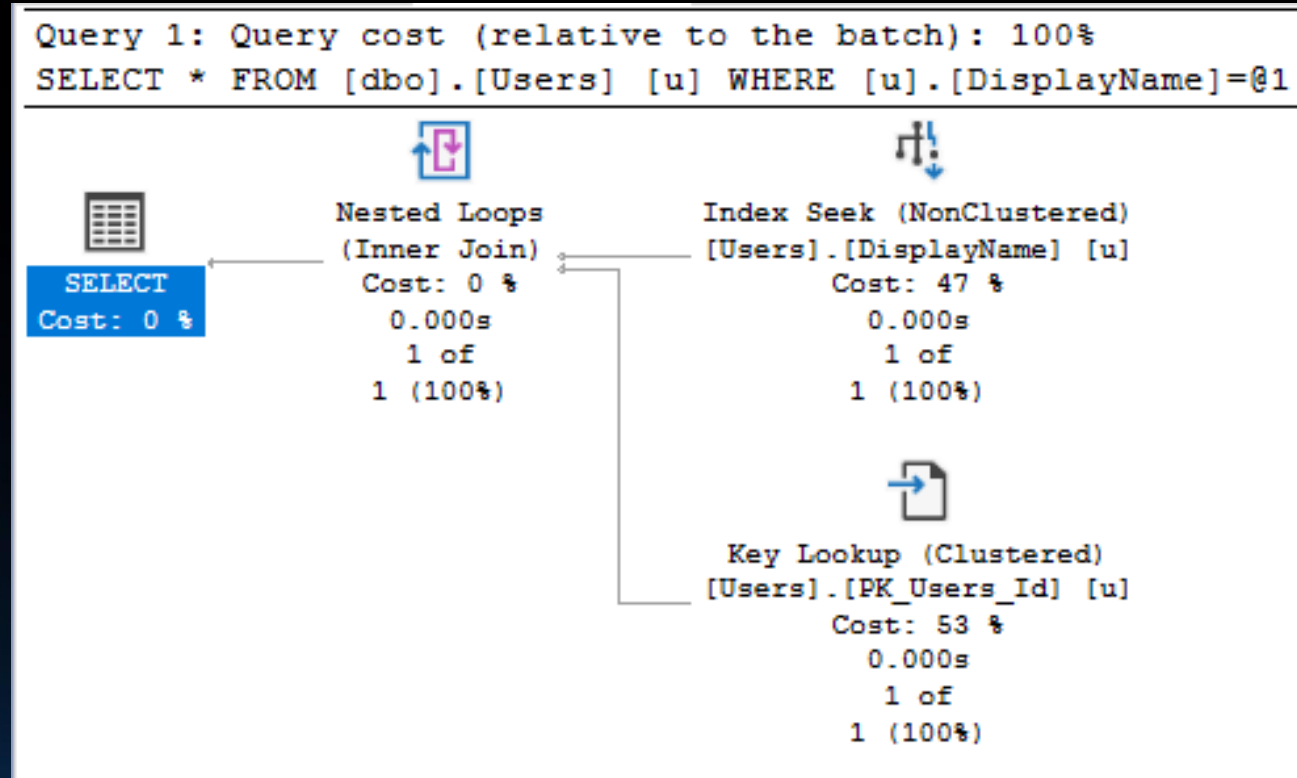 Query 1: Query cost (relative to the batch): 100%
SELECT * FROM [dbo].[Users] [u] WHERE [u].[DisplayName]=@1
SELECT
Cost: 0 %
Nested Loops
(Inner Join)
Cost: 0 %
0.000s
1 of
1 (100%)
Index Seek (NonClustered)
[Users].[DisplayName] [u]
Cost: 47 %
0.000s
1 of
1 (100%)
Key Lookup (Clustered)
[Users].[PK_Users_Id] [u]
Cost: 53 %
0.000s
1 of
1 (100%)